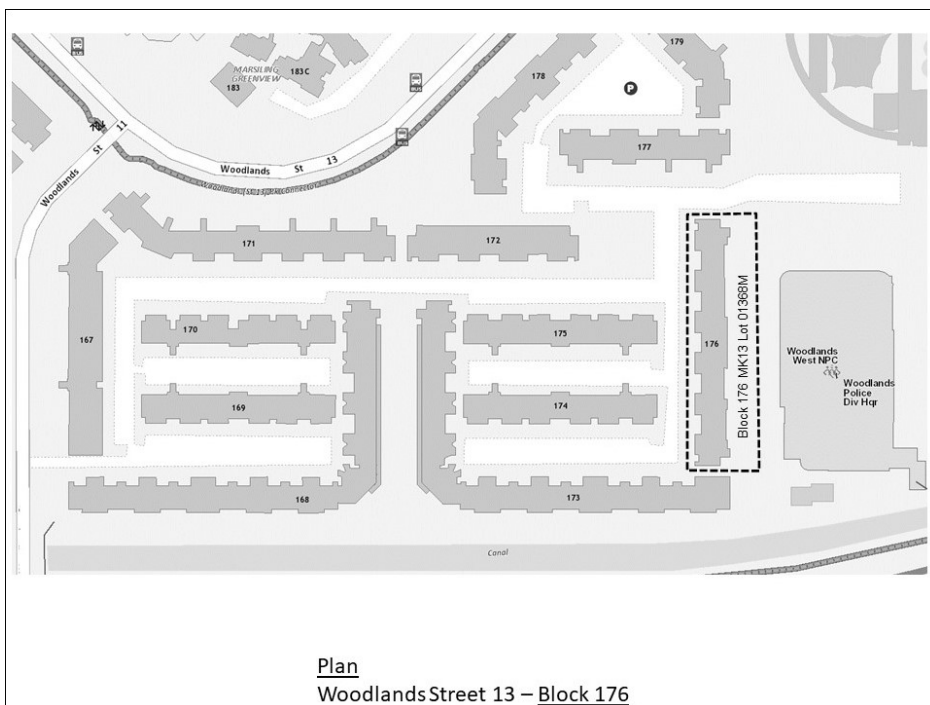 BUS
179
MARSILING
GREENVIEW
183C
183
178
BUS
P
11
St
Woodlands
Woodlands St 13
177
171
172
167
170
175
176
Block 176 MK13 Lot 01368M
Woodlands
West NPC
Woodlands
Police
Div Hqr
169
174
168
173
Canal
Plan
Woodlands Street 13 – Block 176